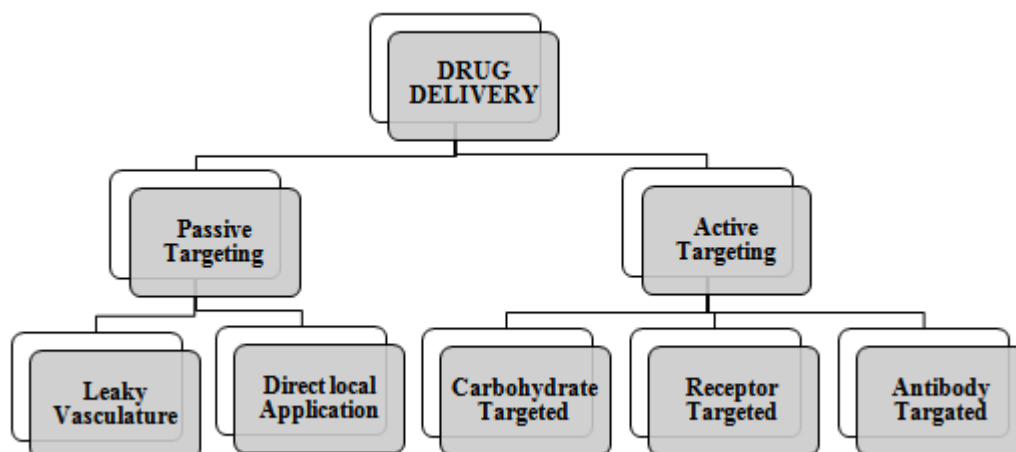 DRUG
DELIVERY
Passive
Targeting
Active
Targeting
Leaky
Vasculature
Direct local
Application
Carbohydrate
Targeted
Receptor
Targeted
Antibody
Targated